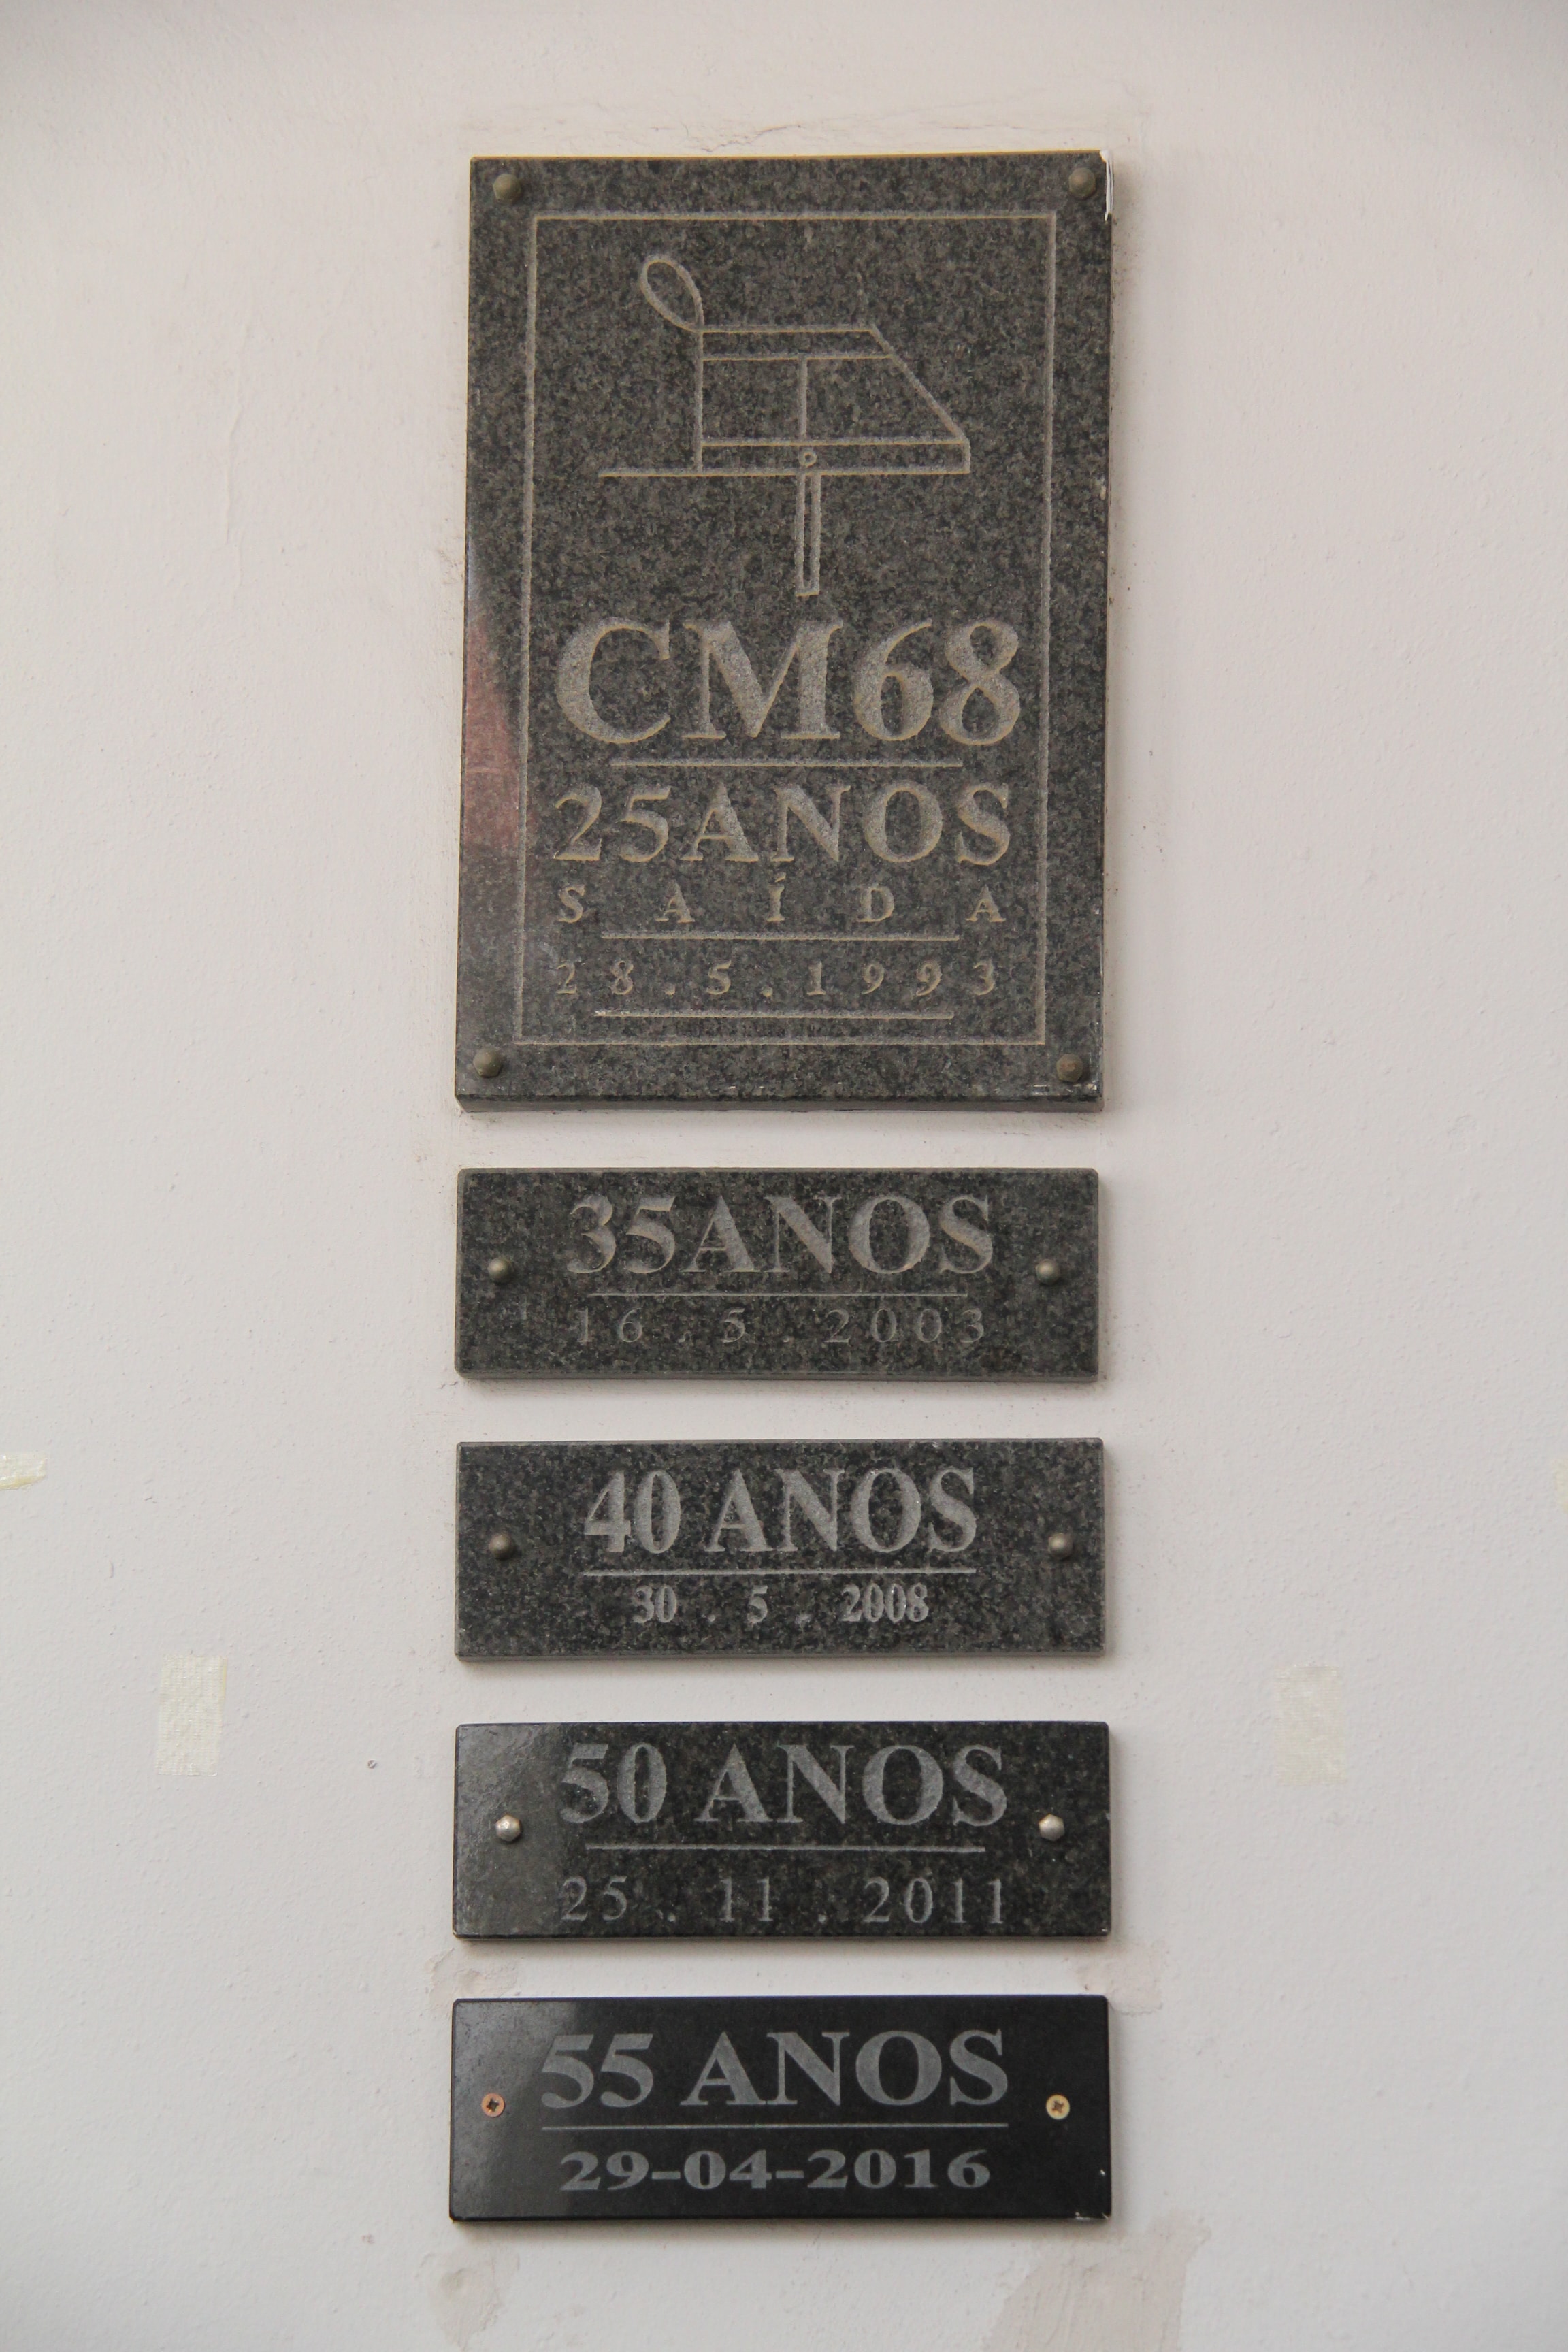 CM68
25ANOS
SAÍDA
28.5.1993
35ANOS
16.5.2003
40 ANOS
30.5.2008
50 ANOS
25.11.2011
55 ANOS
29-04-2016